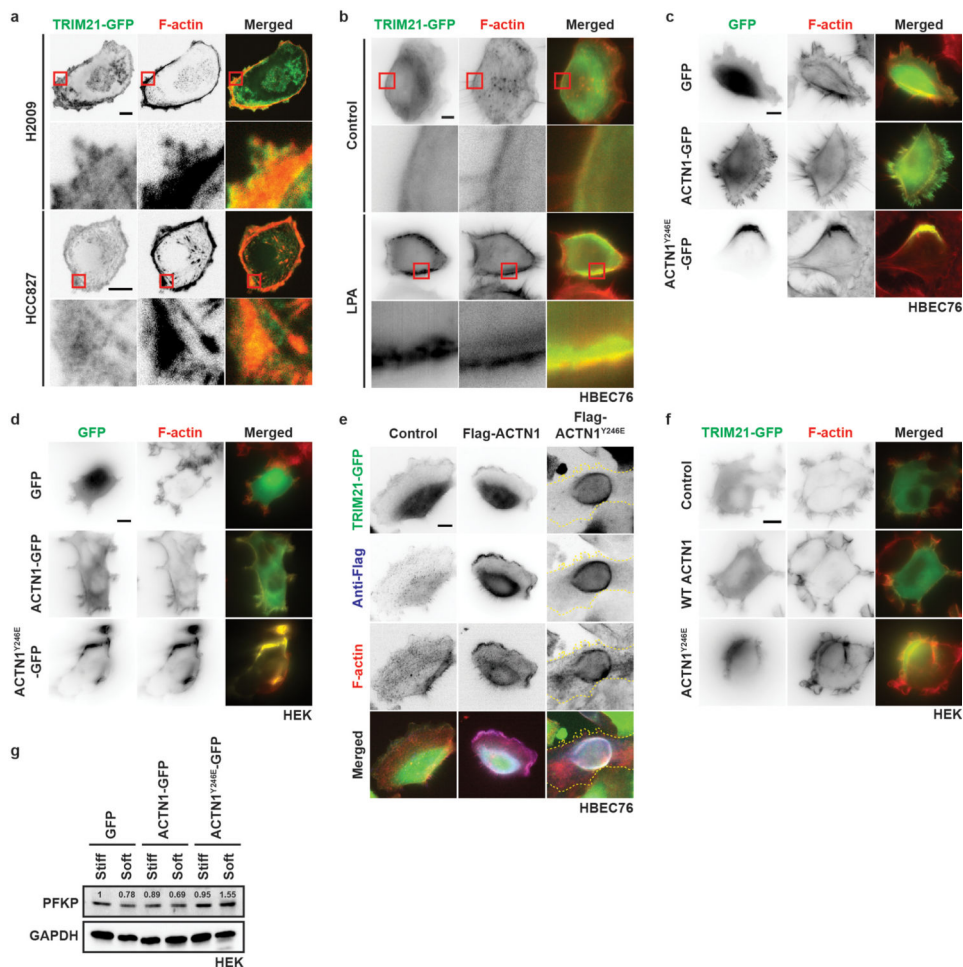 a
TRIM21-GFP F-actin Merged
H2009
HCC827
b
TRIM21-GFP F-actin Merged
Control
LPA
HBEC76
c
GFP F-actin Merged
GFP
ACTN1-GFP
ACTN1Y246E
-GFP
HBEC76
d
GFP F-actin Merged
GFP
ACTN1-GFP
ACTN1Y246E
-GFP
HEK
e
Control Flag-ACTN1 Flag-
ACTN1Y246E
TRIM21-GFP
Anti-Flag
F-actin
Merged
HBEC76
f
TRIM21-GFP F-actin Merged
Control
WT ACTN1
ACTN1Y246E
HEK
g
GFP ACTN1-GFP ACTN1Y246E-GFP
Stiff Soft Stiff Soft Stiff Soft
PFKP 1 0.78 0.89 0.69 0.95 1.55
GAPDH
HEK